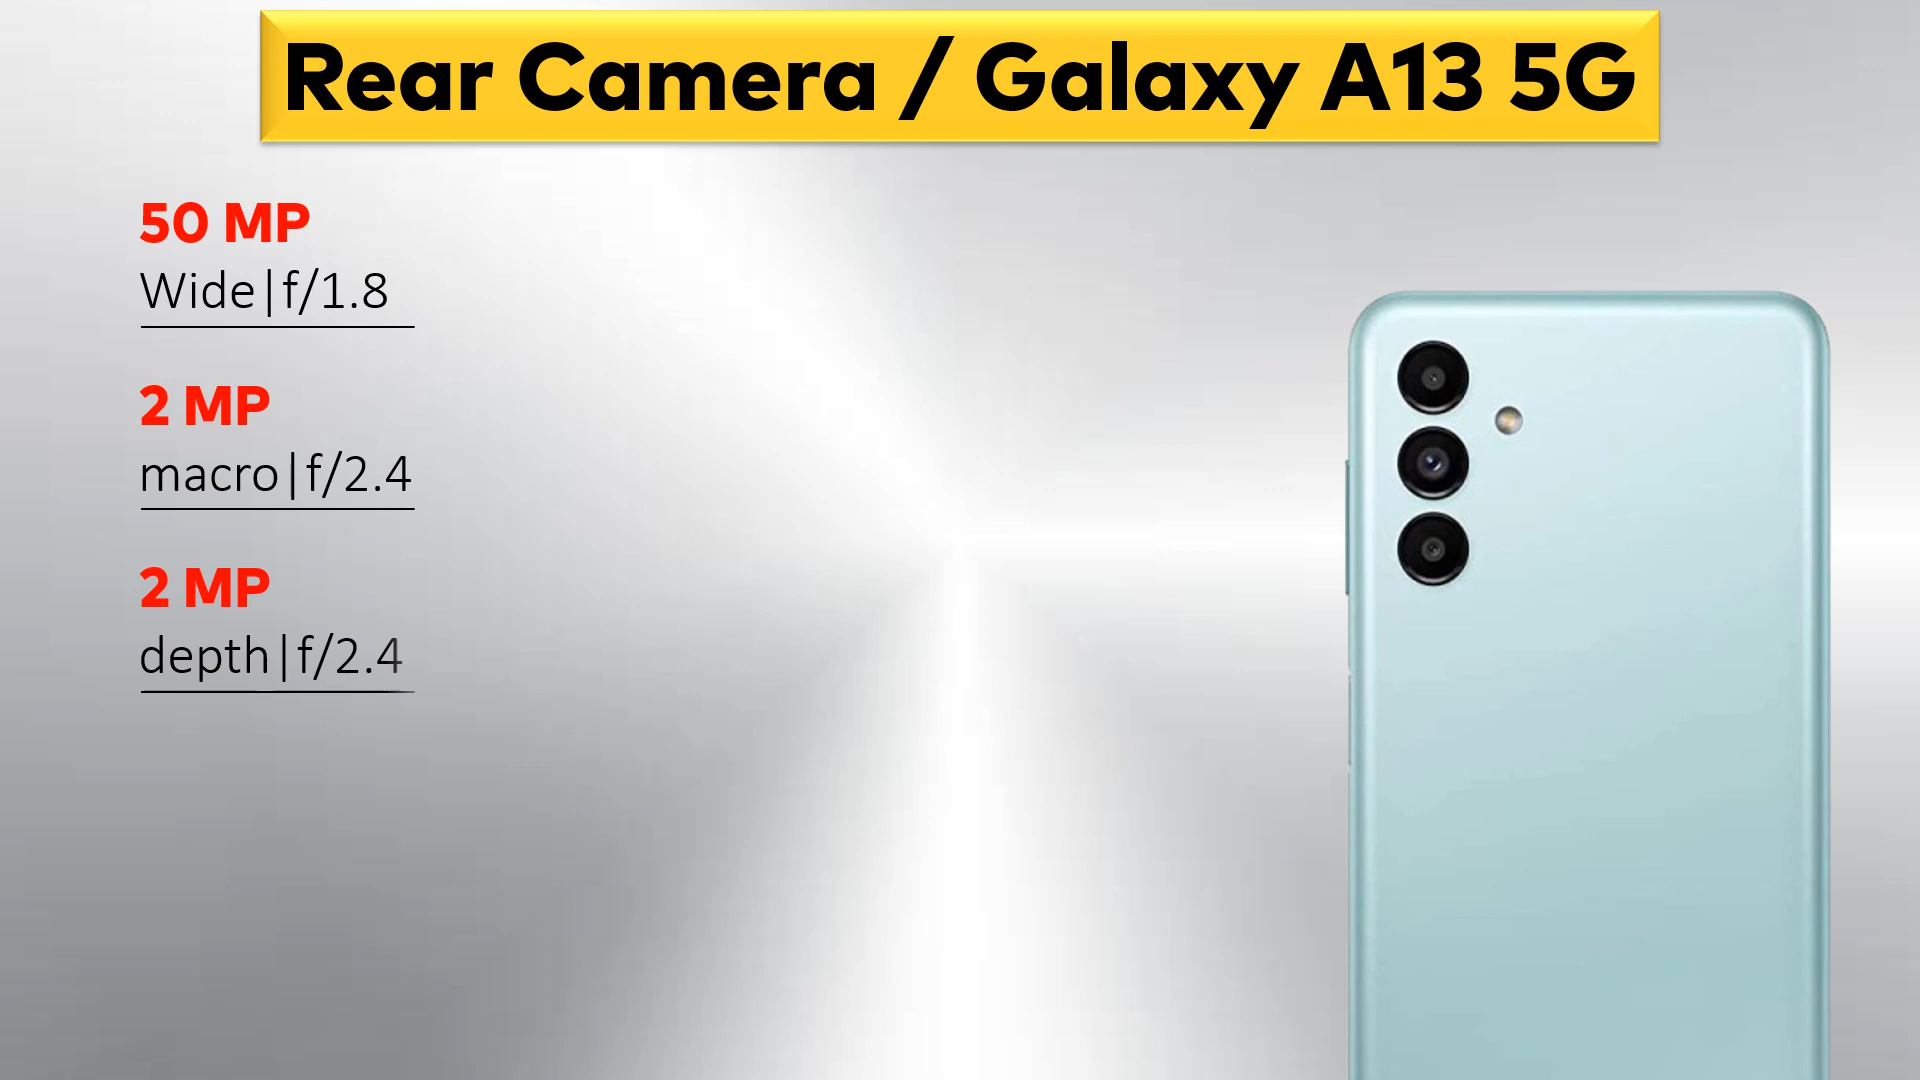 Rear Camera / Galaxy A13 5G
50 MP
Wide|f/1.8
2 MP
macro|f/2.4
2 MP
depth|f/2.4